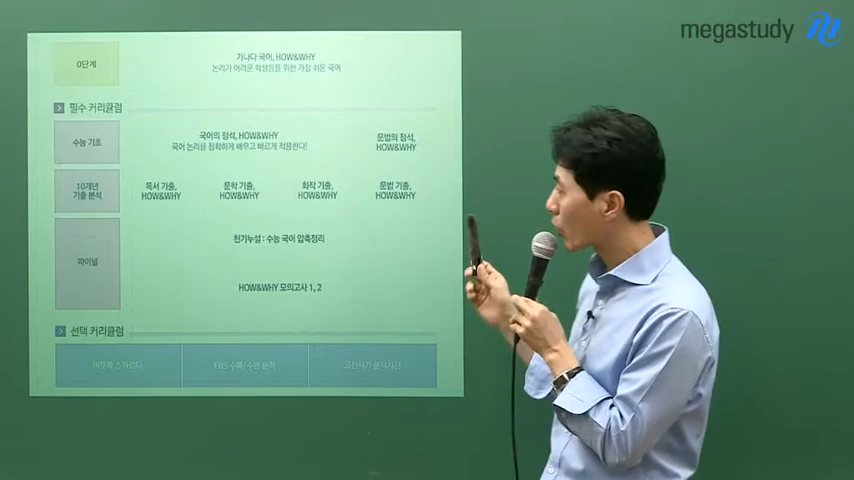 megastudy
0단계
가나다 국어, HOW&WHY
논리가 어려운 학생들을 위한 가장 쉬운 국어
필수 커리큘럼
수능 기초
국어의 정석, HOW&WHY
국어 논리를 정확하게 배우고 빠르게 적용한다!
문법의 정석,
HOW&WHY
10개년
기출 분석
독서 기출,
HOW&WHY
문학 기출,
HOW&WHY
화작 기출,
HOW&WHY
문법 기출,
HOW&WHY
파이널
천기누설 : 수능 국어 압축정리
HOW&WHY 모의고사 1, 2
선택 커리큘럼
EBS 수특/수완 분석